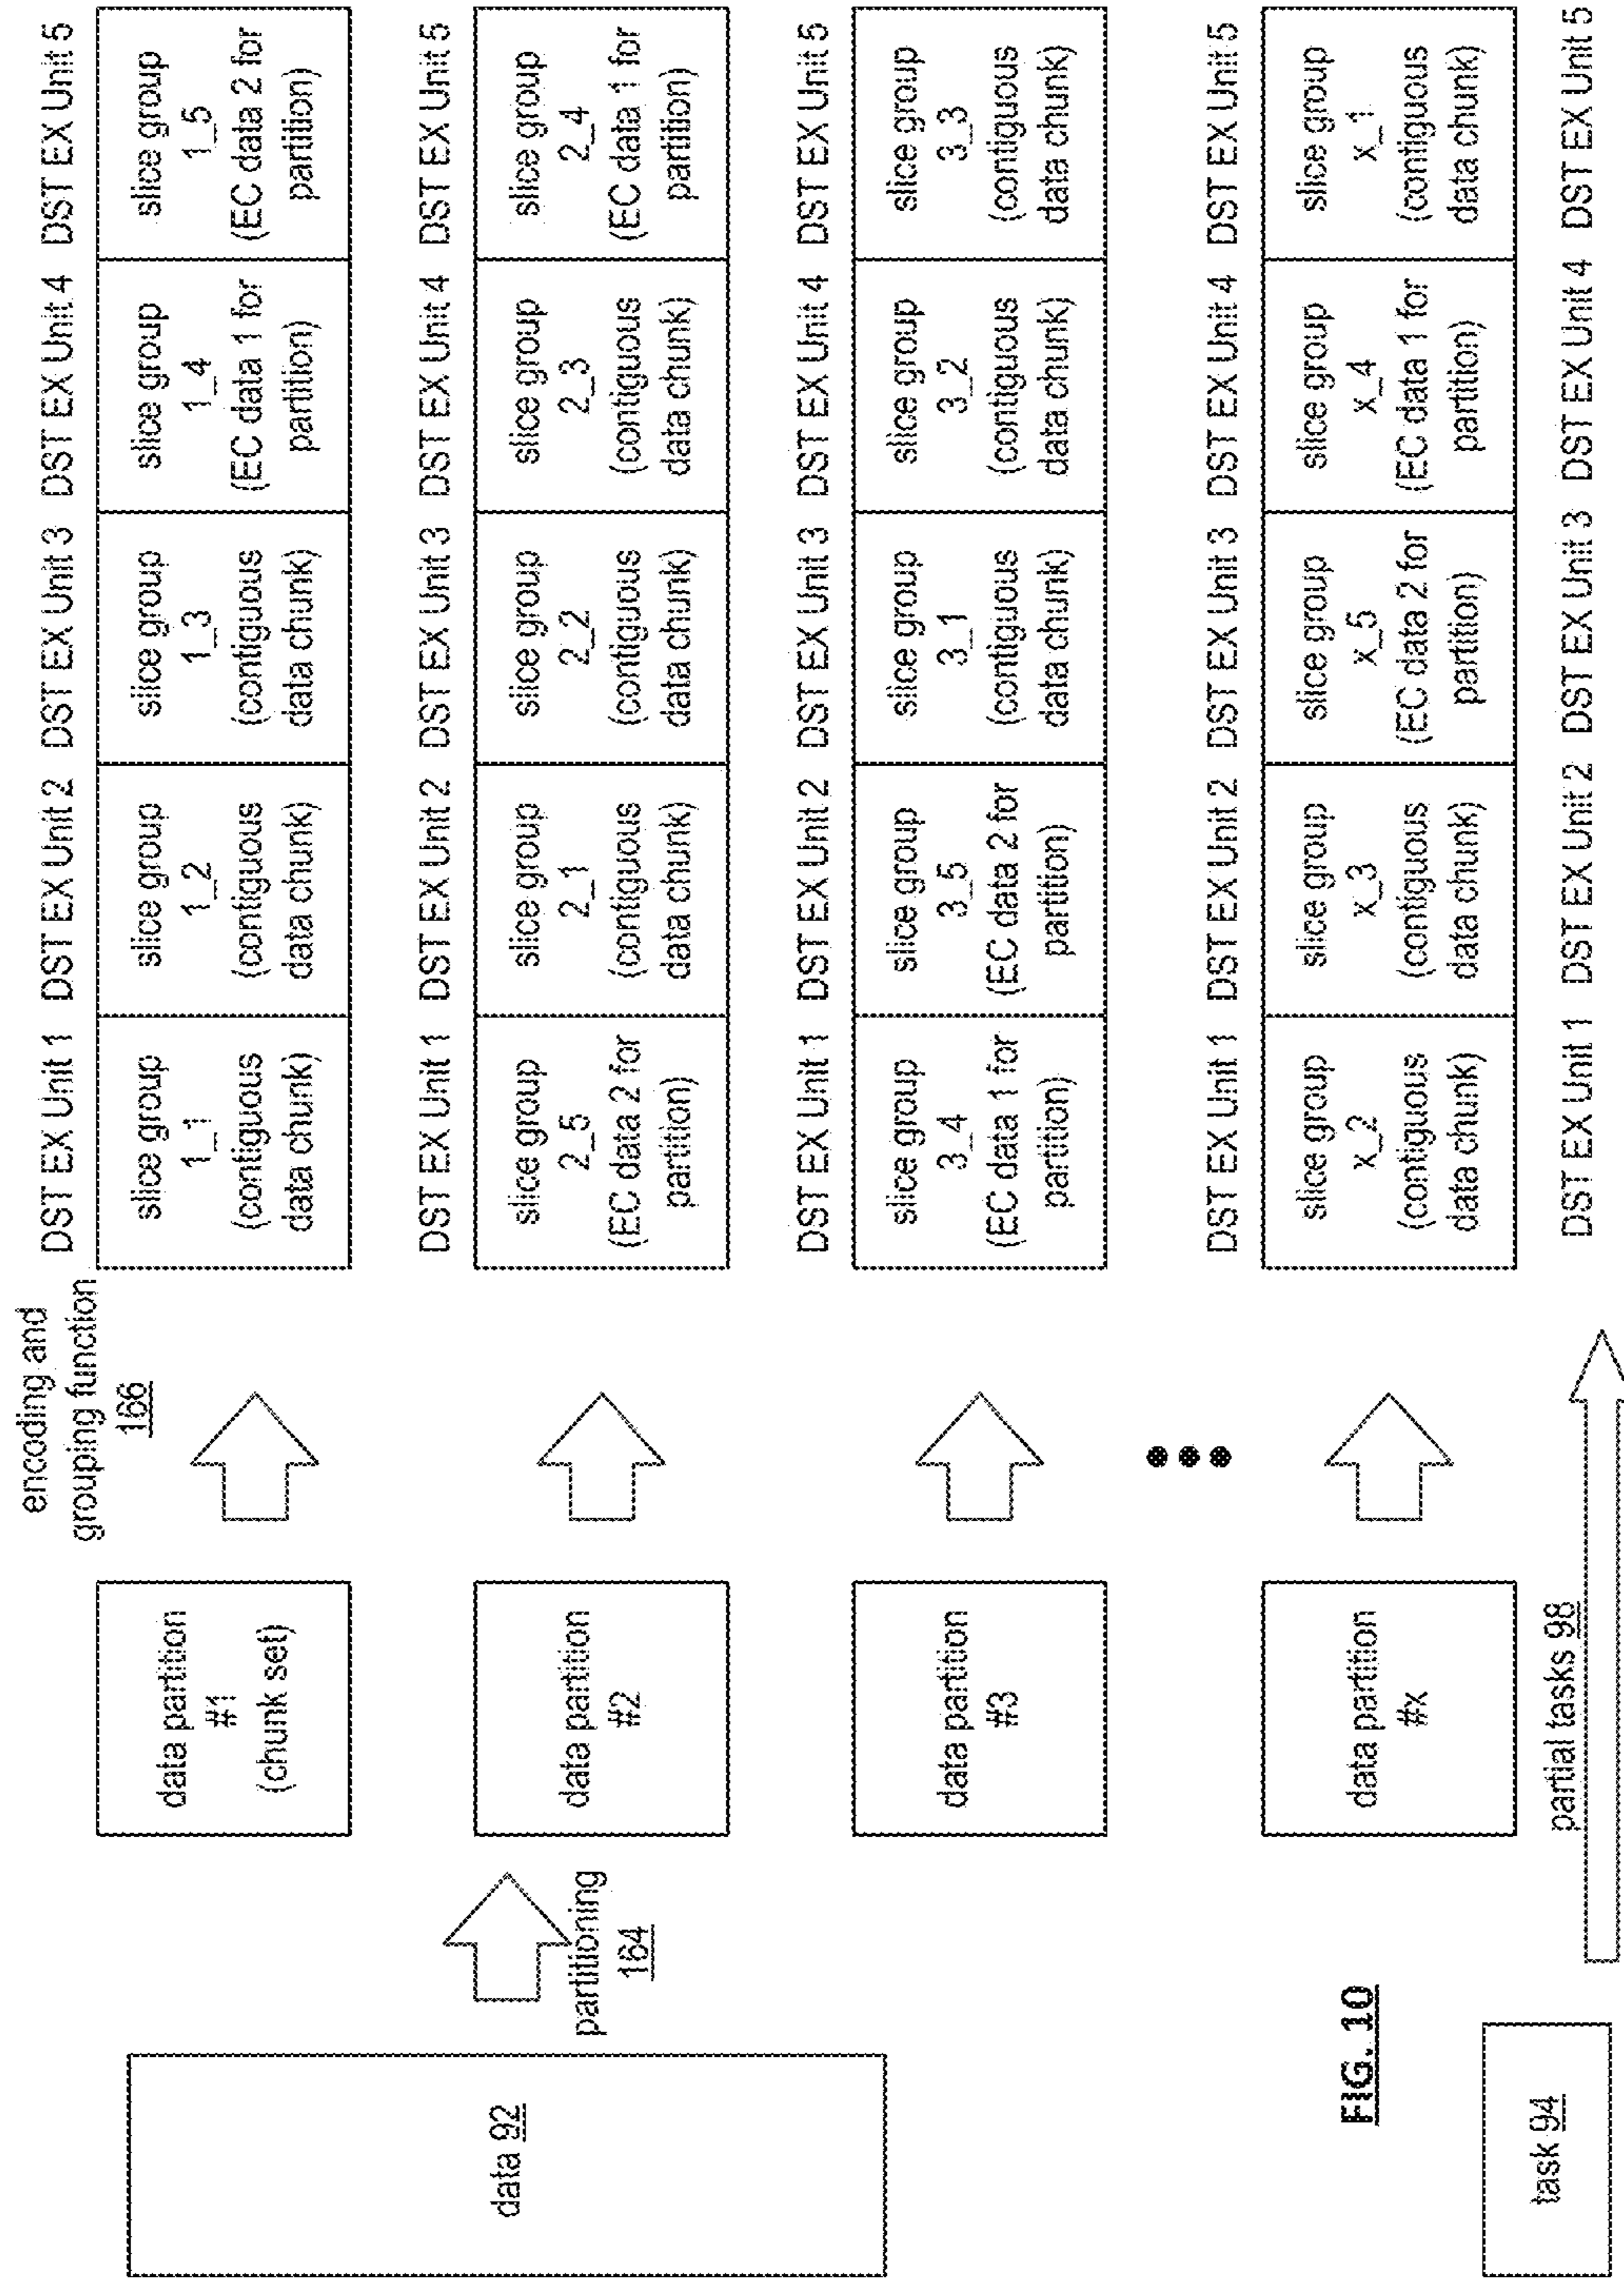 encoding and
grouping function
166
DST EX Unit 1 DST EX Unit 2 DST EX Unit 3 DST EX Unit 4 DST EX Unit 5
data partition
#1
(chunk set)
slice group
1_1
(contiguous
data chunk)
slice group
1_2
(contiguous
data chunk)
slice group
1_3
(contiguous
data chunk)
slice group
1_4
(EC data 1 for
partition)
slice group
1_5
(EC data 2 for
partition)
data 92
partitioning
164
DST EX Unit 1 DST EX Unit 2 DST EX Unit 3 DST EX Unit 4 DST EX Unit 5
data partition
#2
slice group
2_5
(EC data 2 for
partition)
slice group
2_1
(contiguous
data chunk)
slice group
2_2
(contiguous
data chunk)
slice group
2_3
(contiguous
data chunk)
slice group
2_4
(EC data 1 for
partition)
DST EX Unit 1 DST EX Unit 2 DST EX Unit 3 DST EX Unit 4 DST EX Unit 5
data partition
#3
slice group
3_4
(EC data 1 for
partition)
slice group
3_5
(EC data 2 for
partition)
slice group
3_1
(contiguous
data chunk)
slice group
3_2
(contiguous
data chunk)
slice group
3_3
(contiguous
data chunk)
DST EX Unit 1 DST EX Unit 2 DST EX Unit 3 DST EX Unit 4 DST EX Unit 5
data partition
#x
slice group
x_2
(contiguous
data chunk)
slice group
x_3
(contiguous
data chunk)
slice group
x_5
(EC data 2 for
partition)
slice group
x_4
(EC data 1 for
partition)
slice group
x_1
(contiguous
data chunk)
FIG. 10
task 94
partial tasks 98
DST EX Unit 1 DST EX Unit 2 DST EX Unit 3 DST EX Unit 4 DST EX Unit 5